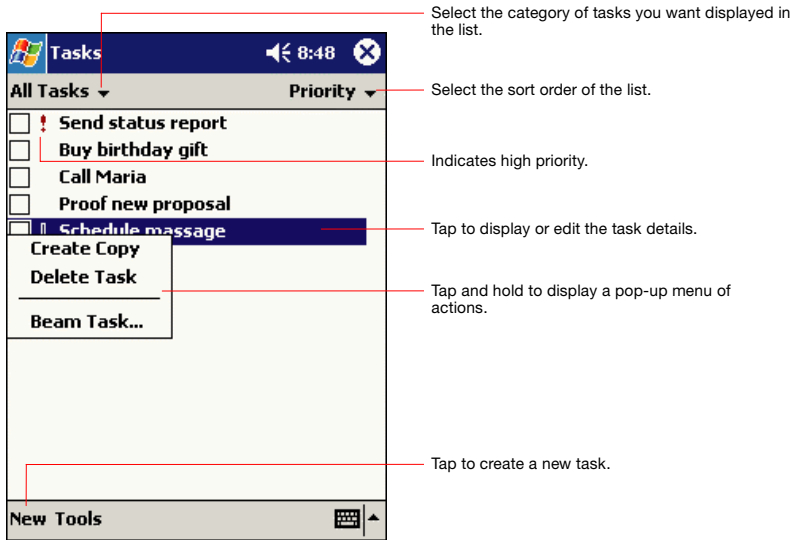 Select the category of tasks you want displayed in
the list.
Tasks 8:48
All Tasks Priority
Select the sort order of the list.
! Send status report
Buy birthday gift
Indicates high priority.
Call Maria
Proof new proposal
Schedule massage
Tap to display or edit the task details.
Create Copy
Delete Task
Tap and hold to display a pop-up menu of
actions.
Beam Task...
Tap to create a new task.
New Tools